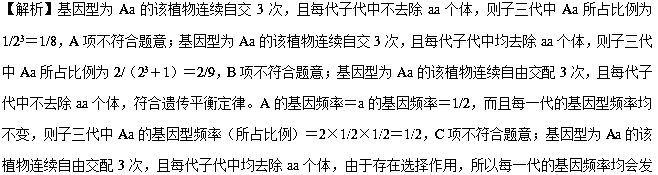 【解析】基因型为 Aa 的该植物连续自交 3 次，且每代子代中不去除 aa 个体，则子三代中 Aa 所占比例为
1/2³＝1/8，A 项不符合题意；基因型为 Aa 的该植物连续自交 3 次，且每代子代中均去除 aa 个体，则子三代
中 Aa 所占比例为 2/（2³＋1）＝2/9，B 项不符合题意；基因型为 Aa 的该植物连续自由交配 3 次，且每代子
代中不去除 aa 个体，符合遗传平衡定律。A 的基因频率＝a 的基因频率＝1/2，而且每一代的基因型频率均
不变，则子三代中 Aa 的基因型频率（所占比例）＝2×1/2×1/2＝1/2，C 项不符合题意；基因型为 Aa 的该
植物连续自由交配 3 次，且每代子代中均去除 aa 个体，由于存在选择作用，所以每一代的基因频率均会发